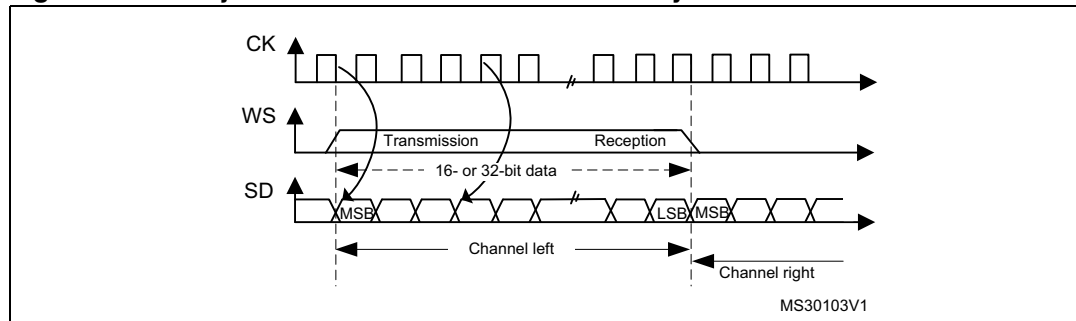 CK
WS
Transmission Reception
16- or 32-bit data
SD
MSB LSB MSB
Channel left
Channel right
MS30103V1